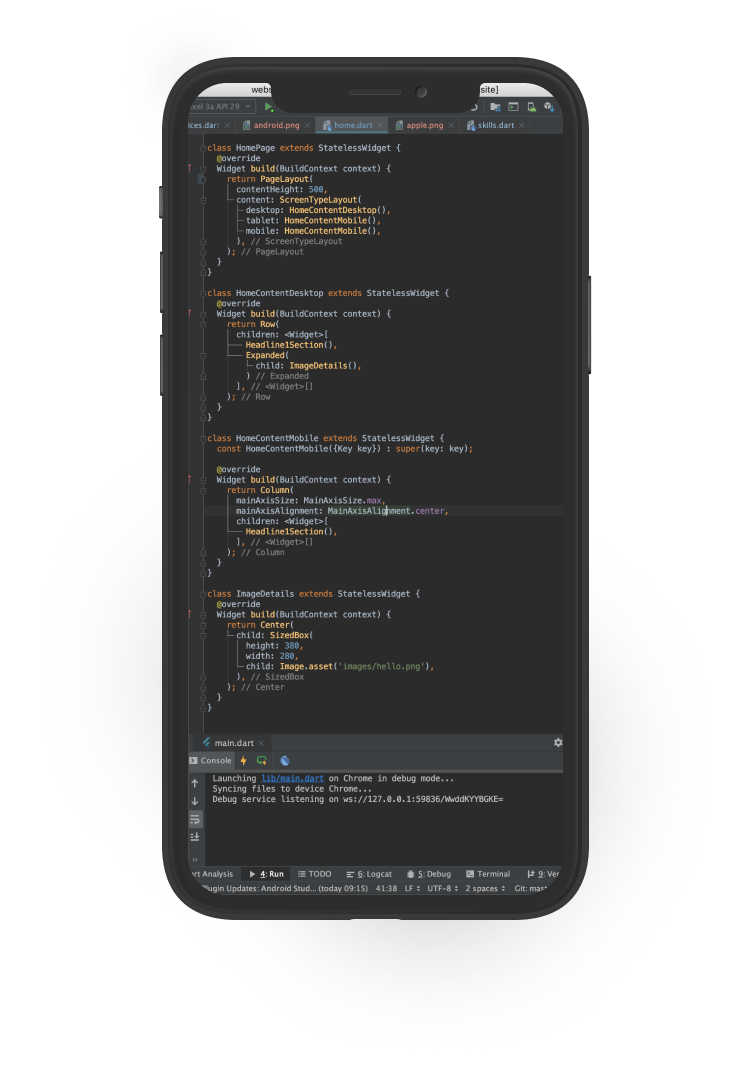 webs
site]
xel 3a API 29
ices.dart android.png home.dart apple.png skills.dart
class HomePage extends StatelessWidget {
@override
Widget build(BuildContext context) {
return PageLayout(
contentHeight: 500,
content: ScreenTypeLayout(
desktop: HomeContentDesktop(),
tablet: HomeContentMobile(),
mobile: HomeContentMobile(),
), // ScreenTypeLayout
); // PageLayout
}
}
class HomeContentDesktop extends StatelessWidget {
@override
Widget build(BuildContext context) {
return Row(
children: <Widget>[
Headline1Section(),
Expanded(
child: ImageDetails(),
) // Expanded
], // <Widget>[]
); // Row
}
}
class HomeContentMobile extends StatelessWidget {
const HomeContentMobile({Key key}) : super(key: key);
@override
Widget build(BuildContext context) {
return Column(
mainAxisSize: MainAxisSize.max,
mainAxisAlignment: MainAxisAlignment.center,
children: <Widget>[
Headline1Section(),
], // <Widget>[]
); // Column
}
}
class ImageDetails extends StatelessWidget {
@override
Widget build(BuildContext context) {
return Center(
child: SizedBox(
height: 380,
width: 280,
child: Image.asset('images/hello.png'),
), // SizedBox
); // Center
}
}
main.dart
Console
Launching lib/main.dart on Chrome in debug mode...
Syncing files to device Chrome...
Debug service listening on ws://127.0.0.1:59836/WwddKYYBGKE=
rt Analysis 4: Run TODO 6: Logcat 5: Debug Terminal 9: Ver
Plugin Updates: Android Stud... (today 09:15) 41:38 LF UTF-8 2 spaces Git: mast